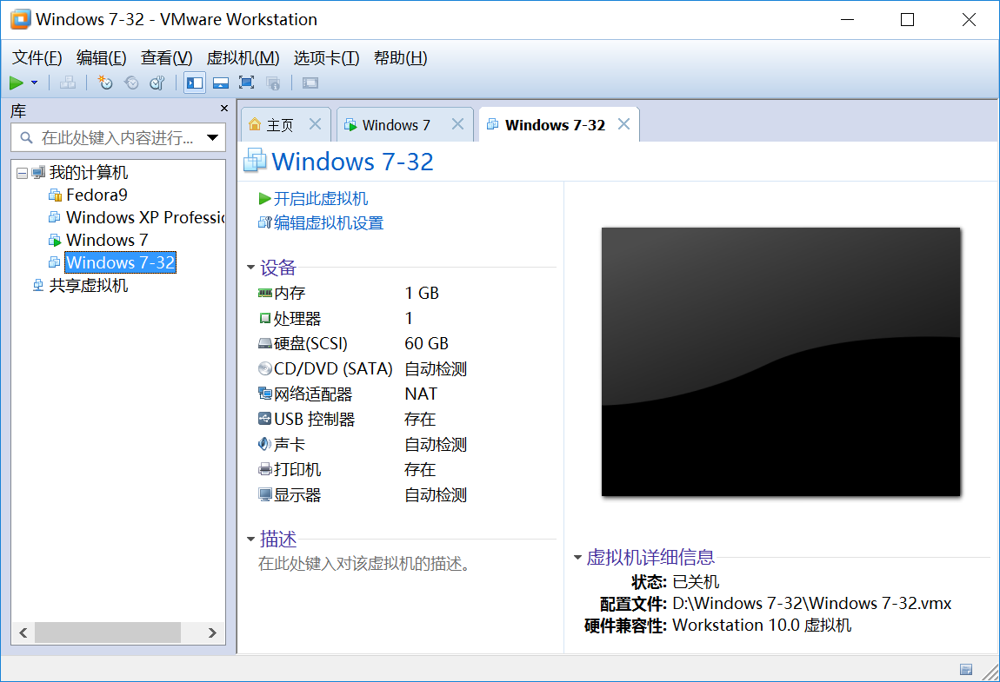 Windows 7-32 - VMware Workstation
文件(F) 编辑(E) 查看(V) 虚拟机(M) 选项卡(T) 帮助(H)
库
在此处键入内容进行...
我的计算机
Fedora9
Windows XP Professi
Windows 7
Windows 7-32
共享虚拟机
主页 Windows 7 Windows 7-32
Windows 7-32
开启此虚拟机
编辑虚拟机设置
设备
内存 1 GB
处理器 1
硬盘(SCSI) 60 GB
CD/DVD (SATA) 自动检测
网络适配器 NAT
USB 控制器 存在
声卡 自动检测
打印机 存在
显示器 自动检测
描述
在此处键入对该虚拟机的描述。
虚拟机详细信息
状态: 已关机
配置文件: D:\Windows 7-32\Windows 7-32.vmx
硬件兼容性: Workstation 10.0 虚拟机